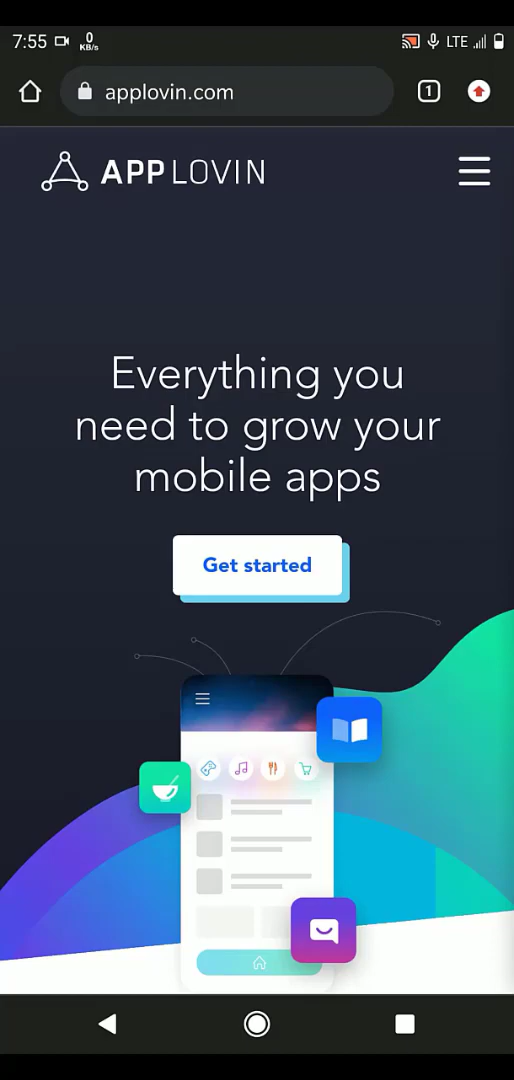 7:55 0 KB/s LTE
applovin.com 1
APPLOVIN
Everything you
need to grow your
mobile apps
Get started